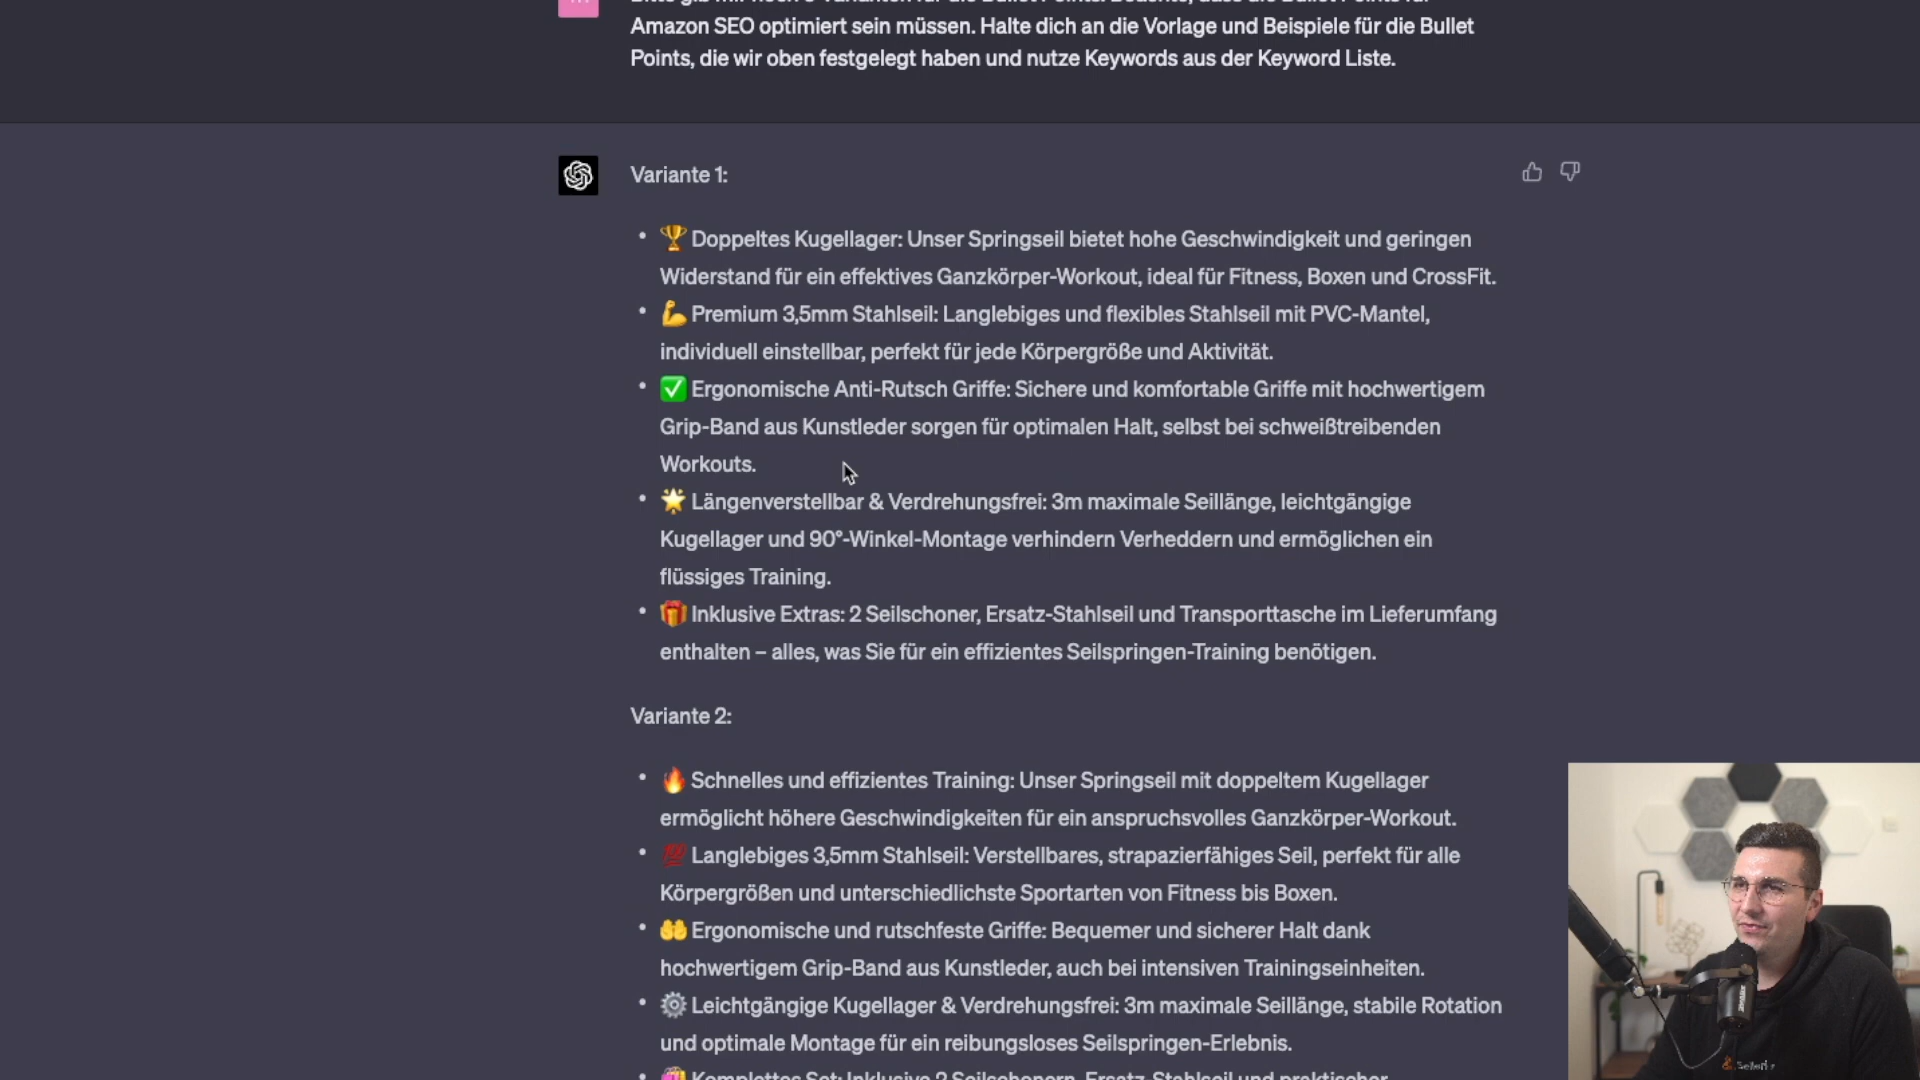 Amazon SEO optimiert sein müssen. Halte dich an die Vorlage und Beispiele für die Bullet
Points, die wir oben festgelegt haben und nutze Keywords aus der Keyword Liste.
Variante 1:
• 🏆 Doppeltes Kugellager: Unser Springseil bietet hohe Geschwindigkeit und geringen
Widerstand für ein effektives Ganzkörper-Workout, ideal für Fitness, Boxen und CrossFit.
• 💪 Premium 3,5mm Stahlseil: Langlebiges und flexibles Stahlseil mit PVC-Mantel,
individuell einstellbar, perfekt für jede Körpergröße und Aktivität.
• ✅ Ergonomische Anti-Rutsch Griffe: Sichere und komfortable Griffe mit hochwertigem
Grip-Band aus Kunstleder sorgen für optimalen Halt, selbst bei schweißtreibenden
Workouts.
• 🌟 Längenverstellbar & Verdrehungsfrei: 3m maximale Seillänge, leichtgängige
Kugellager und 90°-Winkel-Montage verhindern Verheddern und ermöglichen ein
flüssiges Training.
• 🎁 Inklusive Extras: 2 Seilschoner, Ersatz-Stahlseil und Transporttasche im Lieferumfang
enthalten – alles, was Sie für ein effizientes Seilspringen-Training benötigen.
Variante 2:
• 🔥 Schnelles und effizientes Training: Unser Springseil mit doppeltem Kugellager
ermöglicht höhere Geschwindigkeiten für ein anspruchsvolles Ganzkörper-Workout.
• 💯 Langlebiges 3,5mm Stahlseil: Verstellbares, strapazierfähiges Seil, perfekt für alle
Körpergrößen und unterschiedlichste Sportarten von Fitness bis Boxen.
• 🤲 Ergonomische und rutschfeste Griffe: Bequemer und sicherer Halt dank
hochwertigem Grip-Band aus Kunstleder, auch bei intensiven Trainingseinheiten.
• ⚙️ Leichtgängige Kugellager & Verdrehungsfrei: 3m maximale Seillänge, stabile Rotation
und optimale Montage für ein reibungsloses Seilspringen-Erlebnis.
• 🛍️ Komplettes Set: Inklusive 2 Seilschonern, Ersatz-Stahlseil und praktischer